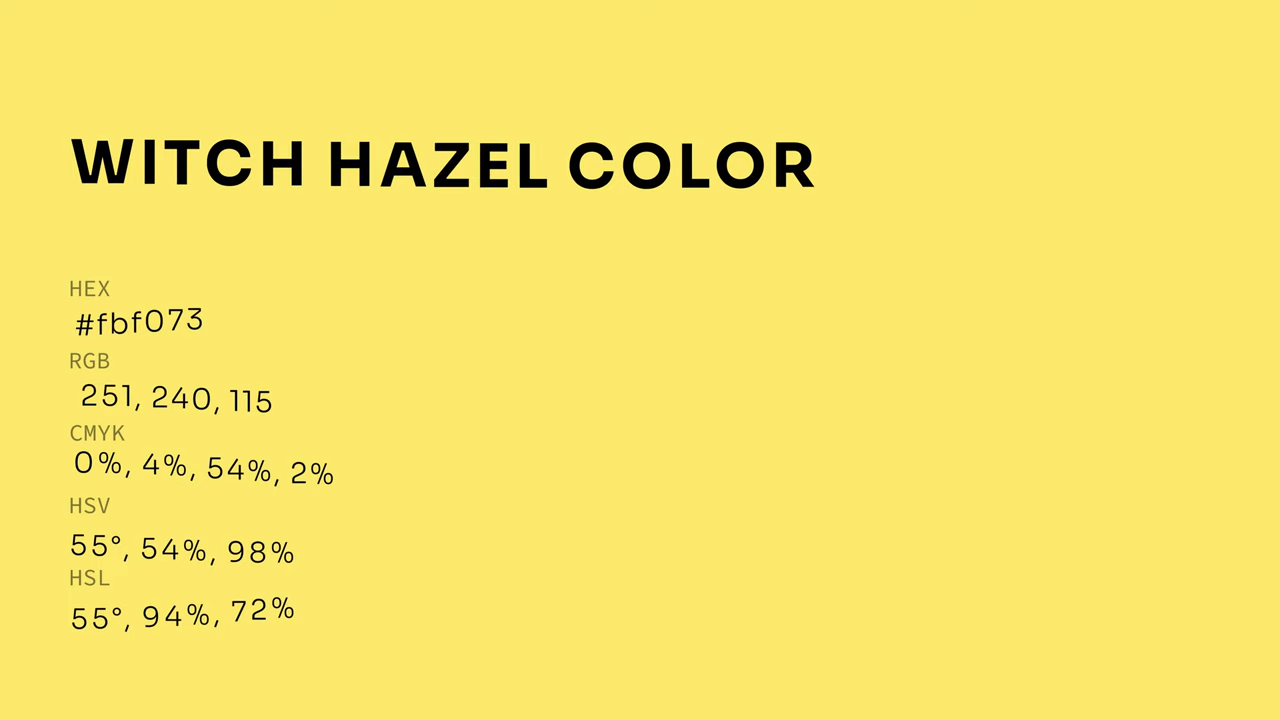 WITCH HAZEL COLOR
HEX
#fbf073
RGB
251, 240, 115
CMYK
0%, 4%, 54%, 2%
HSV
55°, 54%, 98%
HSL
55°, 94%, 72%